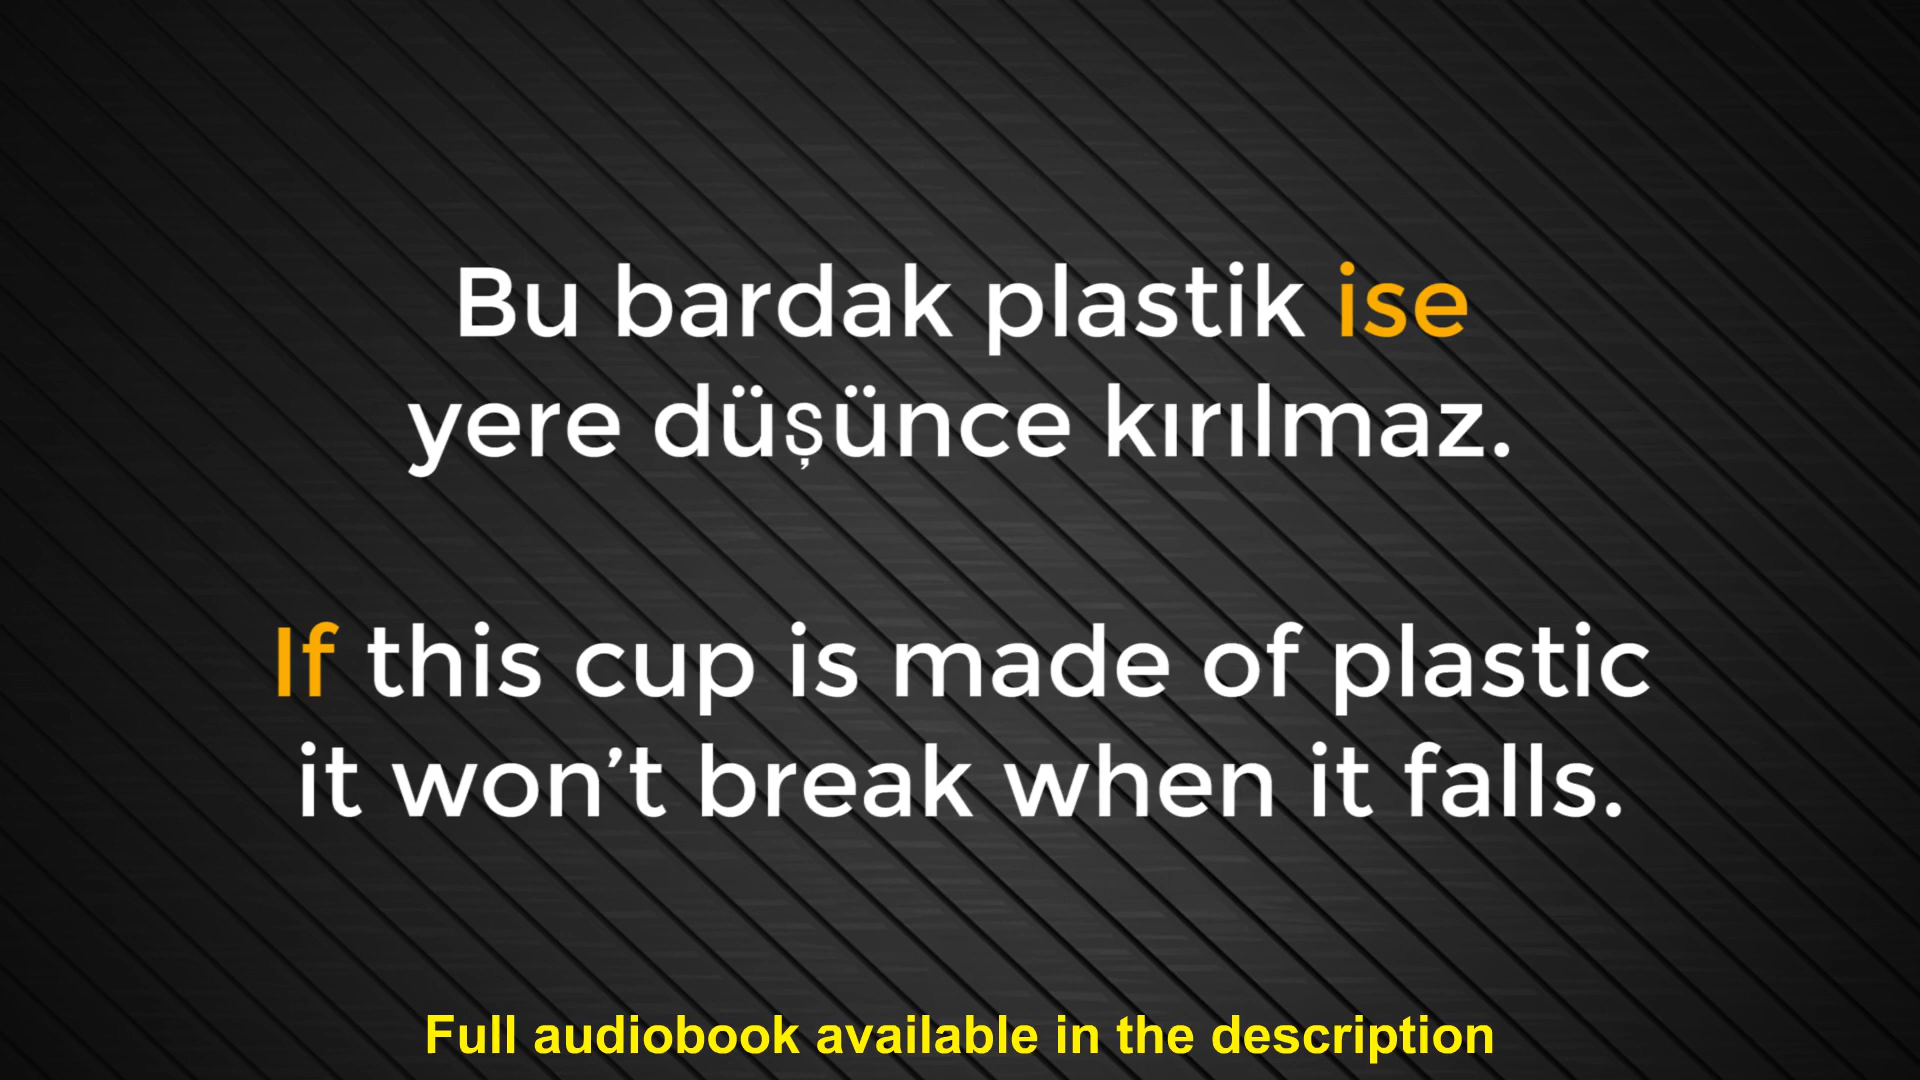 Bu bardak plastik ise
yere düşünce kırılmaz.
If this cup is made of plastic
it won’t break when it falls.
Full audiobook available in the description